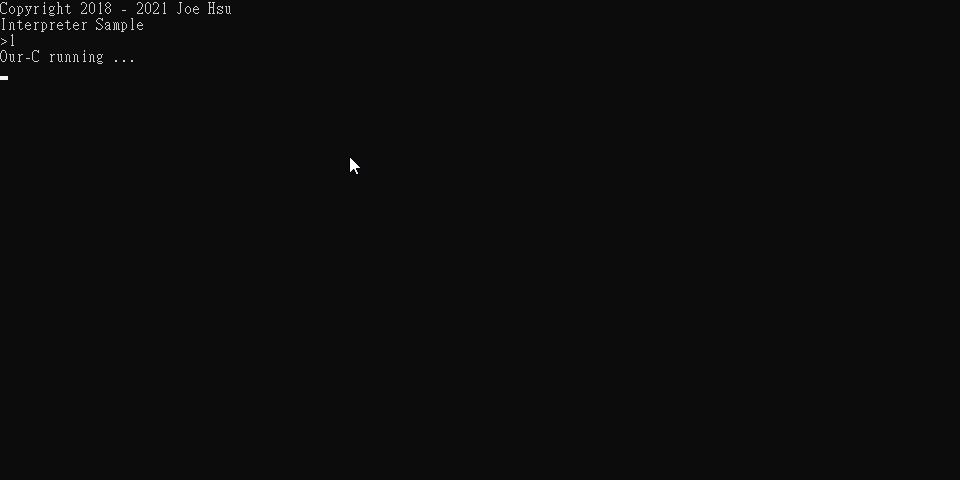 Copyright 2018 - 2021 Joe Hsu
Interpreter Sample
>1
Our-C running ...